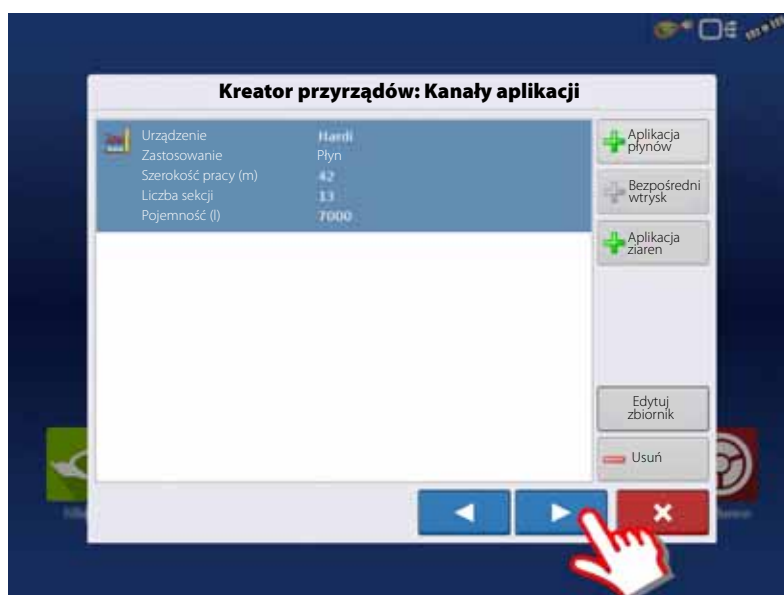 Kreator przyrządów: Kanały aplikacji
Urządzenie Hardi
Zastosowanie Płyn
Szerokość pracy (m) 42
Liczba sekcji 13
Pojemność (l) 7000
Aplikacja
płynów
Bezpośredni
wtrysk
Aplikacja
ziaren
Edytuj
zbiornik
Usuń